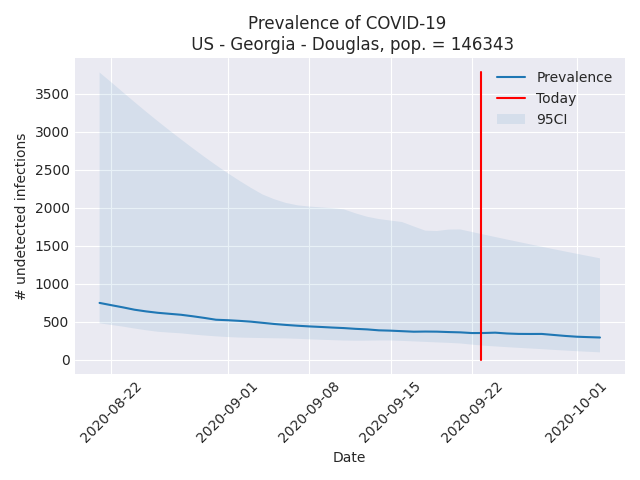 Prevalence of COVID-19
US - Georgia - Douglas, pop. = 146343
Prevalence
Today
95CI
# undetected infections
3500
3000
2500
2000
1500
1000
500
0
2020-08-22
2020-09-01
2020-09-08
2020-09-15
2020-09-22
2020-10-01
Date